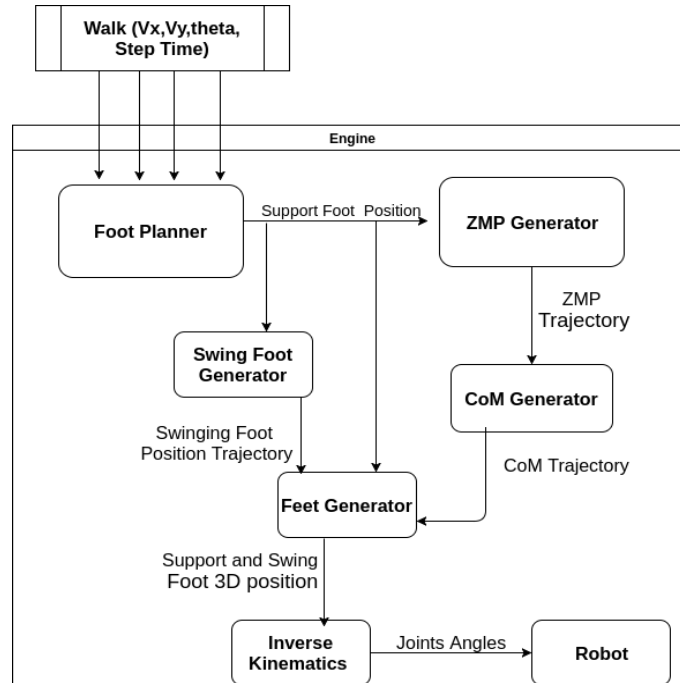 Walk (Vx,Vy,theta,
Step Time)
Engine
Foot Planner
Support Foot Position
ZMP Generator
ZMP
Trajectory
Swing Foot
Generator
CoM Generator
Swinging Foot
Position Trajectory
CoM Trajectory
Feet Generator
Support and Swing
Foot 3D position
Inverse
Kinematics
Joints Angles
Robot